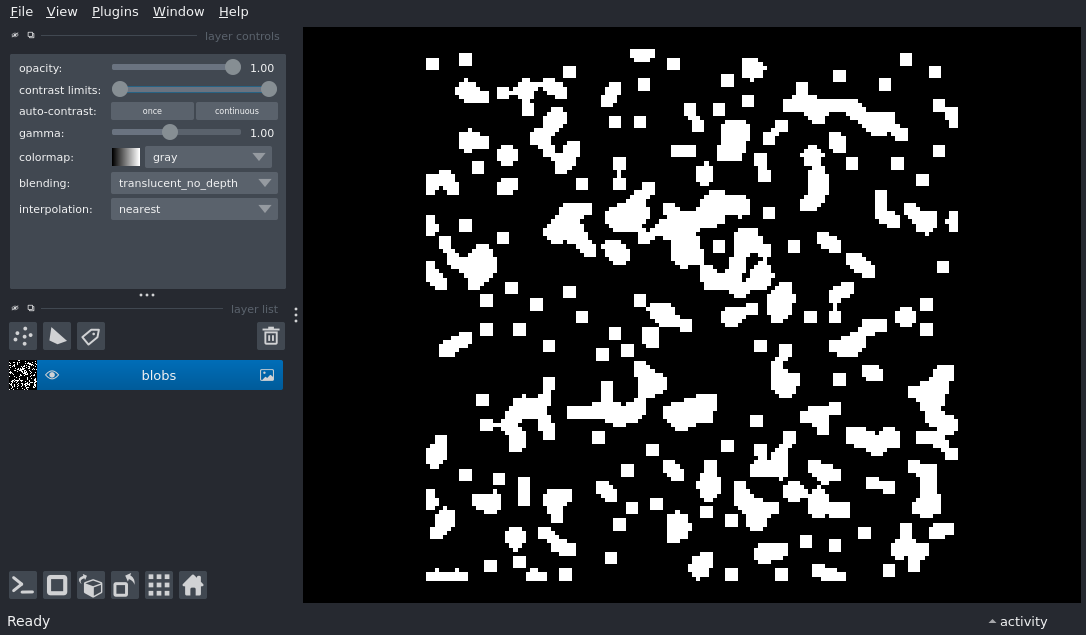 File View Plugins Window Help
layer controls
opacity: 1.00
contrast limits:
auto-contrast: once continuous
gamma: 1.00
colormap: gray
blending: translucent_no_depth
interpolation: nearest
layer list
blobs
Ready
activity